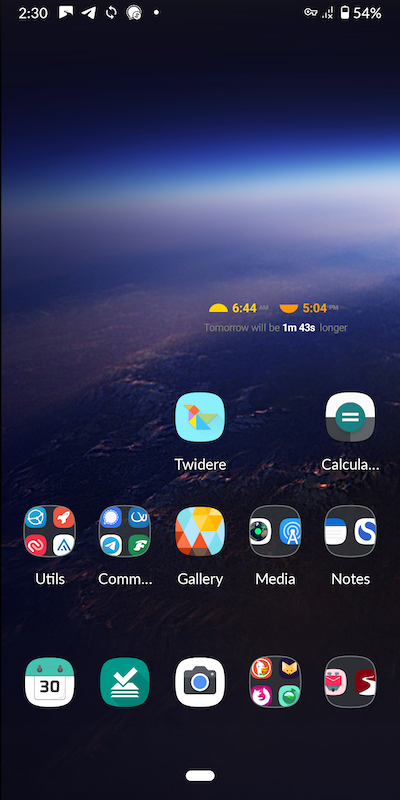 2:30 54%
6:44 AM 5:04 PM
Tomorrow will be 1m 43s longer
Twidere Calcula...
Utils Comm... Gallery Media Notes
30